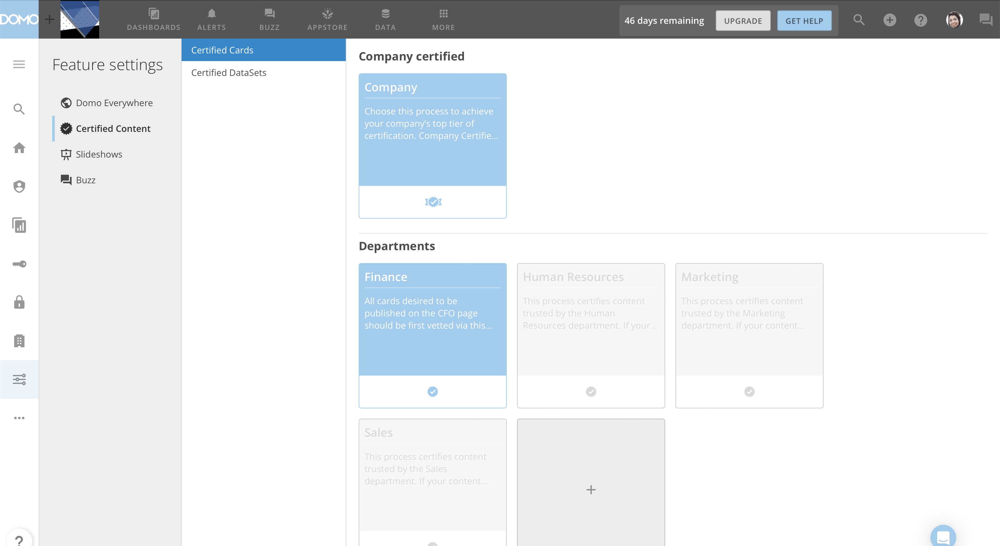 DOMO
DASHBOARDS
ALERTS
BUZZ
APPSTORE
DATA
MORE
46 days remaining
UPGRADE
GET HELP
Feature settings
Domo Everywhere
Certified Content
Slideshows
Buzz
Certified Cards
Certified DataSets
Company certified
Company
Choose this process to achieve
your company’s top tier of
certification. Company Certifie...
Departments
Finance
All cards desired to be
published on the CFO page
should be first vetted via this...
Human Resources
This process certifies content
trusted by the Human
Resources department. If your...
Marketing
This process certifies content
trusted by the Marketing
department. If your content...
Sales
This process certifies content
trusted by the Sales
department. If your content...